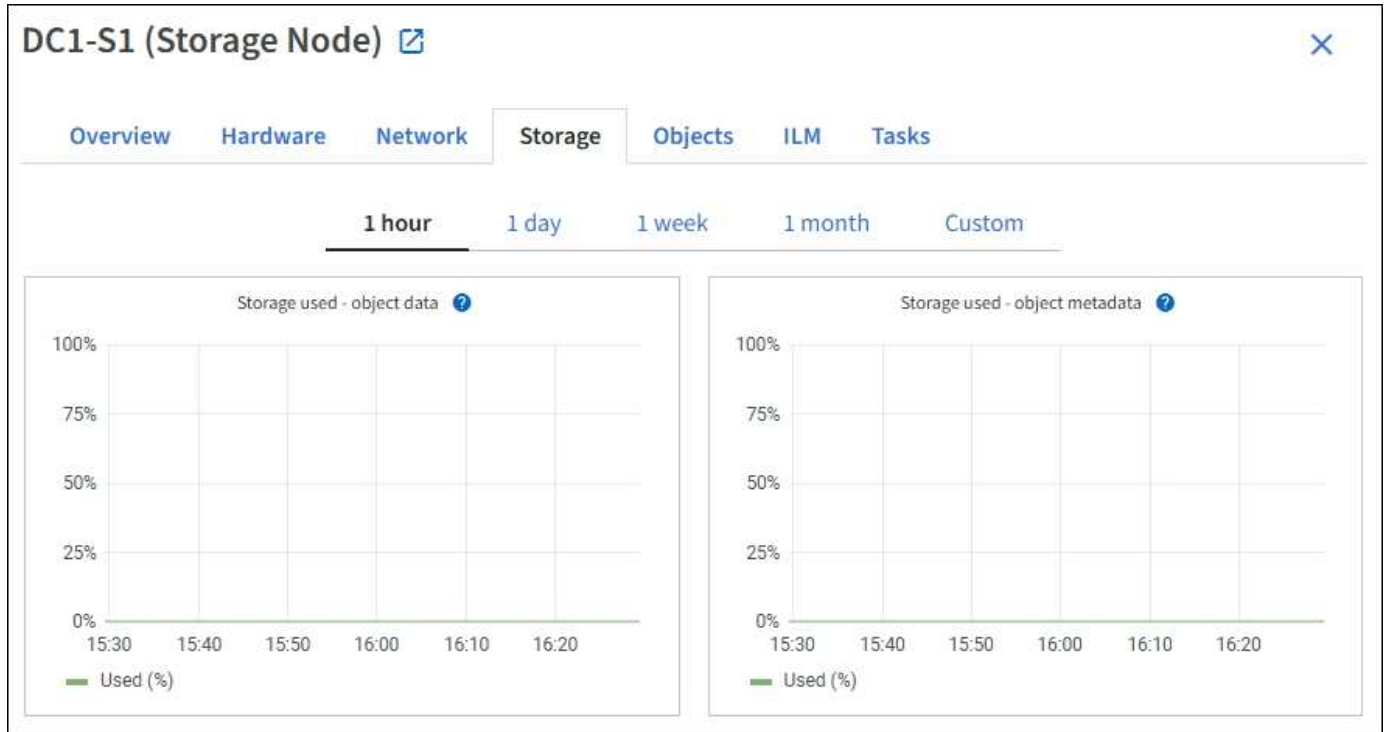 DC1-S1 (Storage Node)
Overview Hardware Network Storage Objects ILM Tasks
1 hour 1 day 1 week 1 month Custom
Storage used - object data ?
100%
75%
50%
25%
0%
15:30 15:40 15:50 16:00 16:10 16:20
Used (%)
Storage used - object metadata ?
100%
75%
50%
25%
0%
15:30 15:40 15:50 16:00 16:10 16:20
Used (%)